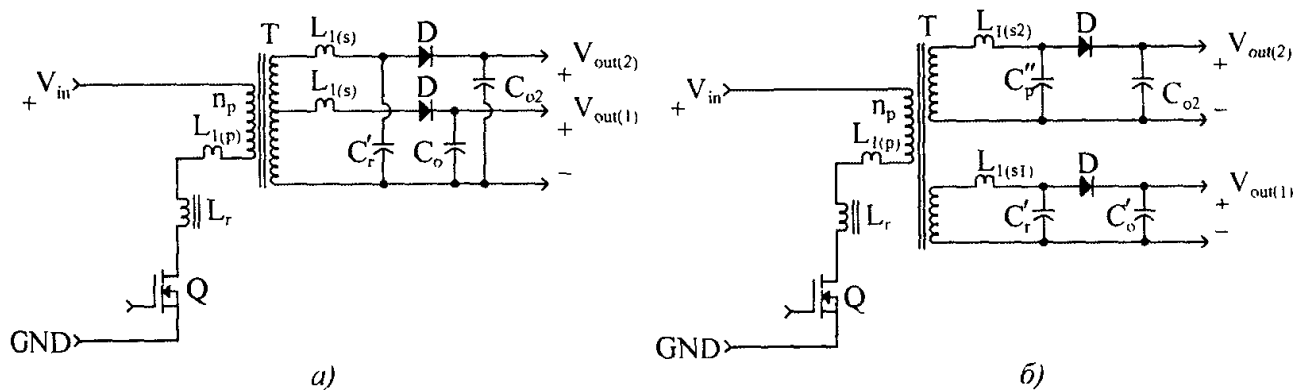 T
L1(s)
D
Vout(2)
+
Vin
+
L1(s)
D
Co2
+
Vout(1)
np
L1(p)
C'r
Co
+
−
Lr
Q
GND
а)
T
L1(s2)
D
Vout(2)
+
C''p
Co2
Vin
+
np
−
L1(p)
L1(s1)
D
Vout(1)
+
C'r
C'o
−
Lr
Q
GND
б)